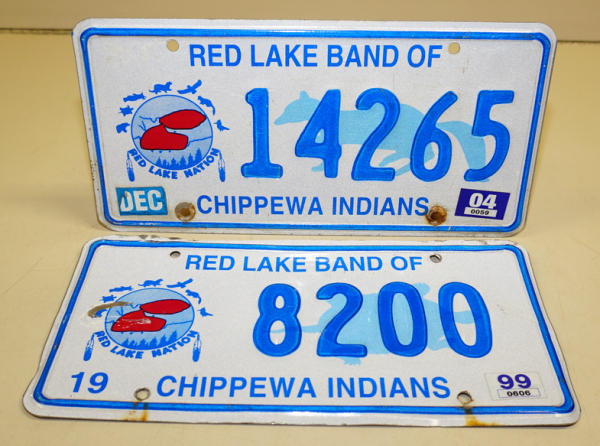 RED LAKE BAND OF
14265
RED LAKE NATION
DEC
04
0059
CHIPPEWA INDIANS
RED LAKE BAND OF
8200
RED LAKE NATION
19
99
0606
CHIPPEWA INDIANS